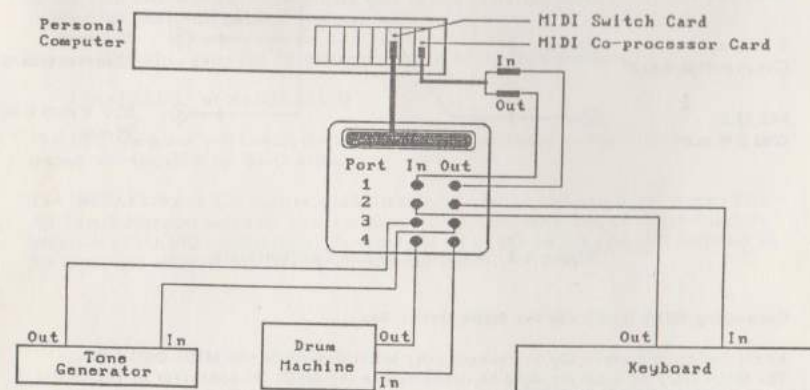 Personal
Computer
MIDI Switch Card
MIDI Co-processor Card
In
Out
Port In Out
1
2
3
4
Out In
Tone
Generator
Drum
Machine
Out
In
Out In
Keyboard